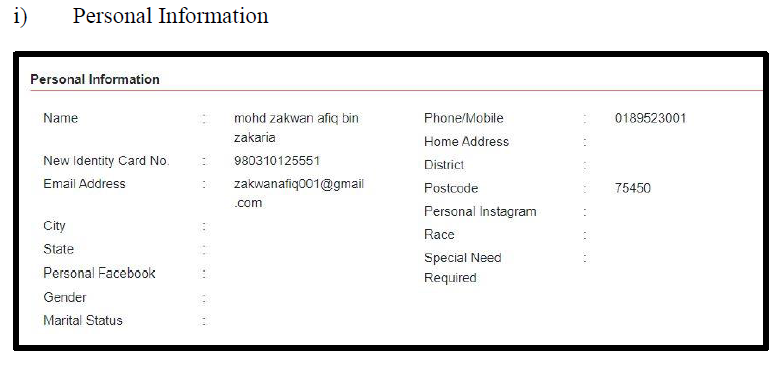 i) Personal Information
Personal Information
Name : mohd zakwan afiq bin
zakaria
New Identity Card No. : 980310125551
Email Address : zakwanafiq001@gmail
.com
City :
State :
Personal Facebook :
Gender :
Marital Status :
Phone/Mobile : 0189523001
Home Address :
District :
Postcode : 75450
Personal Instagram :
Race :
Special Need :
Required